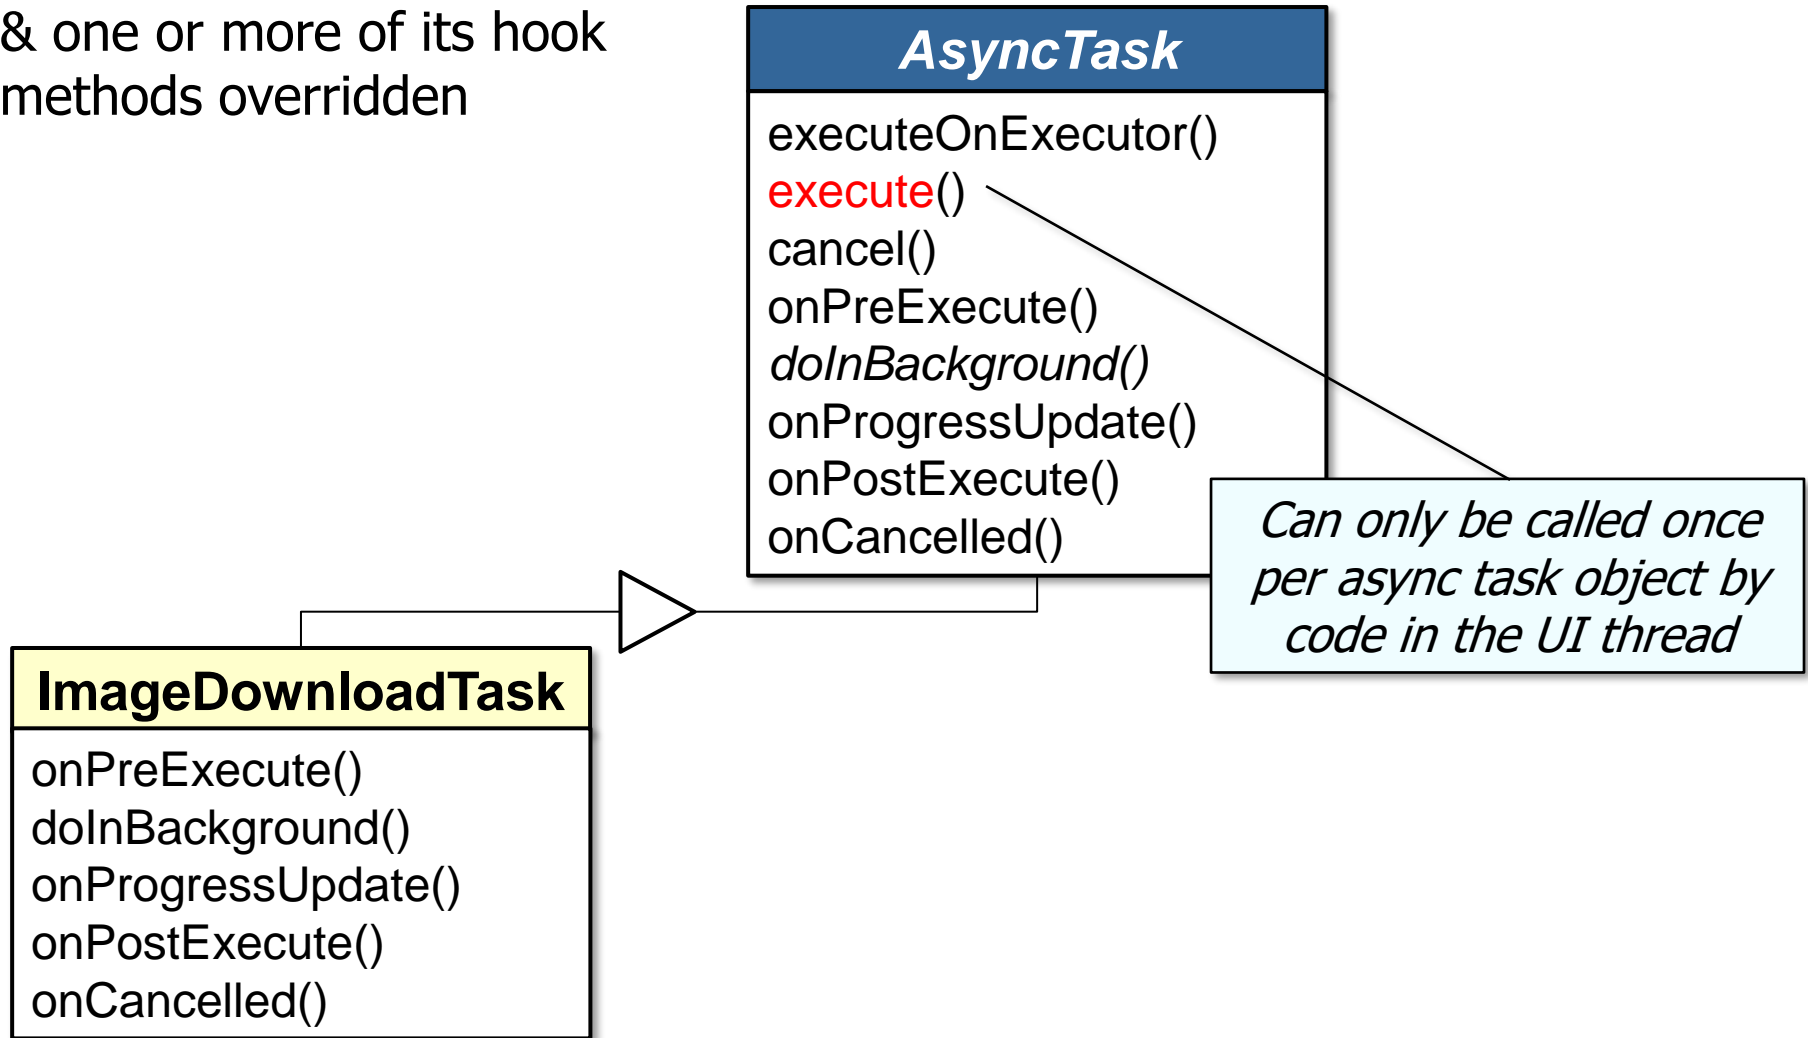 & one or more of its hook
methods overridden
AsyncTask
executeOnExecutor()
execute()
cancel()
onPreExecute()
doInBackground()
onProgressUpdate()
onPostExecute()
onCancelled()
Can only be called once
per async task object by
code in the UI thread
ImageDownloadTask
onPreExecute()
doInBackground()
onProgressUpdate()
onPostExecute()
onCancelled()